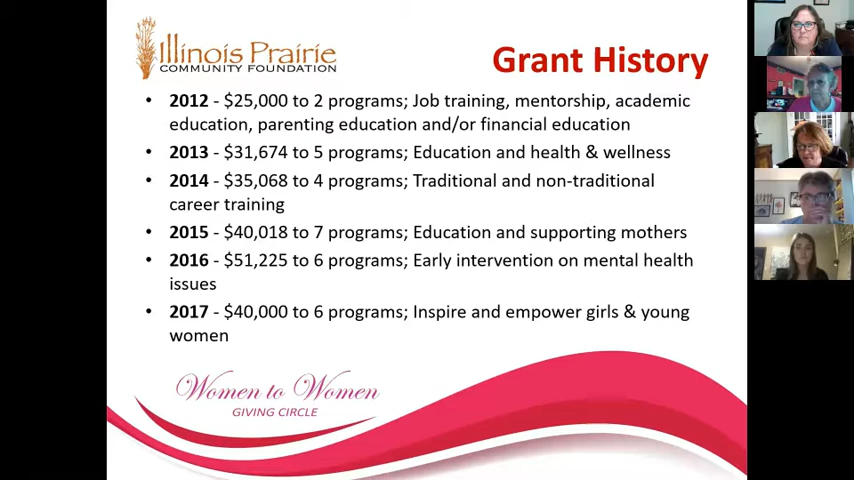 Illinois Prairie
COMMUNITY FOUNDATION
Grant History
• 2012 - $25,000 to 2 programs; Job training, mentorship, academic
education, parenting education and/or financial education
• 2013 - $31,674 to 5 programs; Education and health & wellness
• 2014 - $35,068 to 4 programs; Traditional and non-traditional
career training
• 2015 - $40,018 to 7 programs; Education and supporting mothers
• 2016 - $51,225 to 6 programs; Early intervention on mental health
issues
• 2017 - $40,000 to 6 programs; Inspire and empower girls & young
women
Women to Women
GIVING CIRCLE